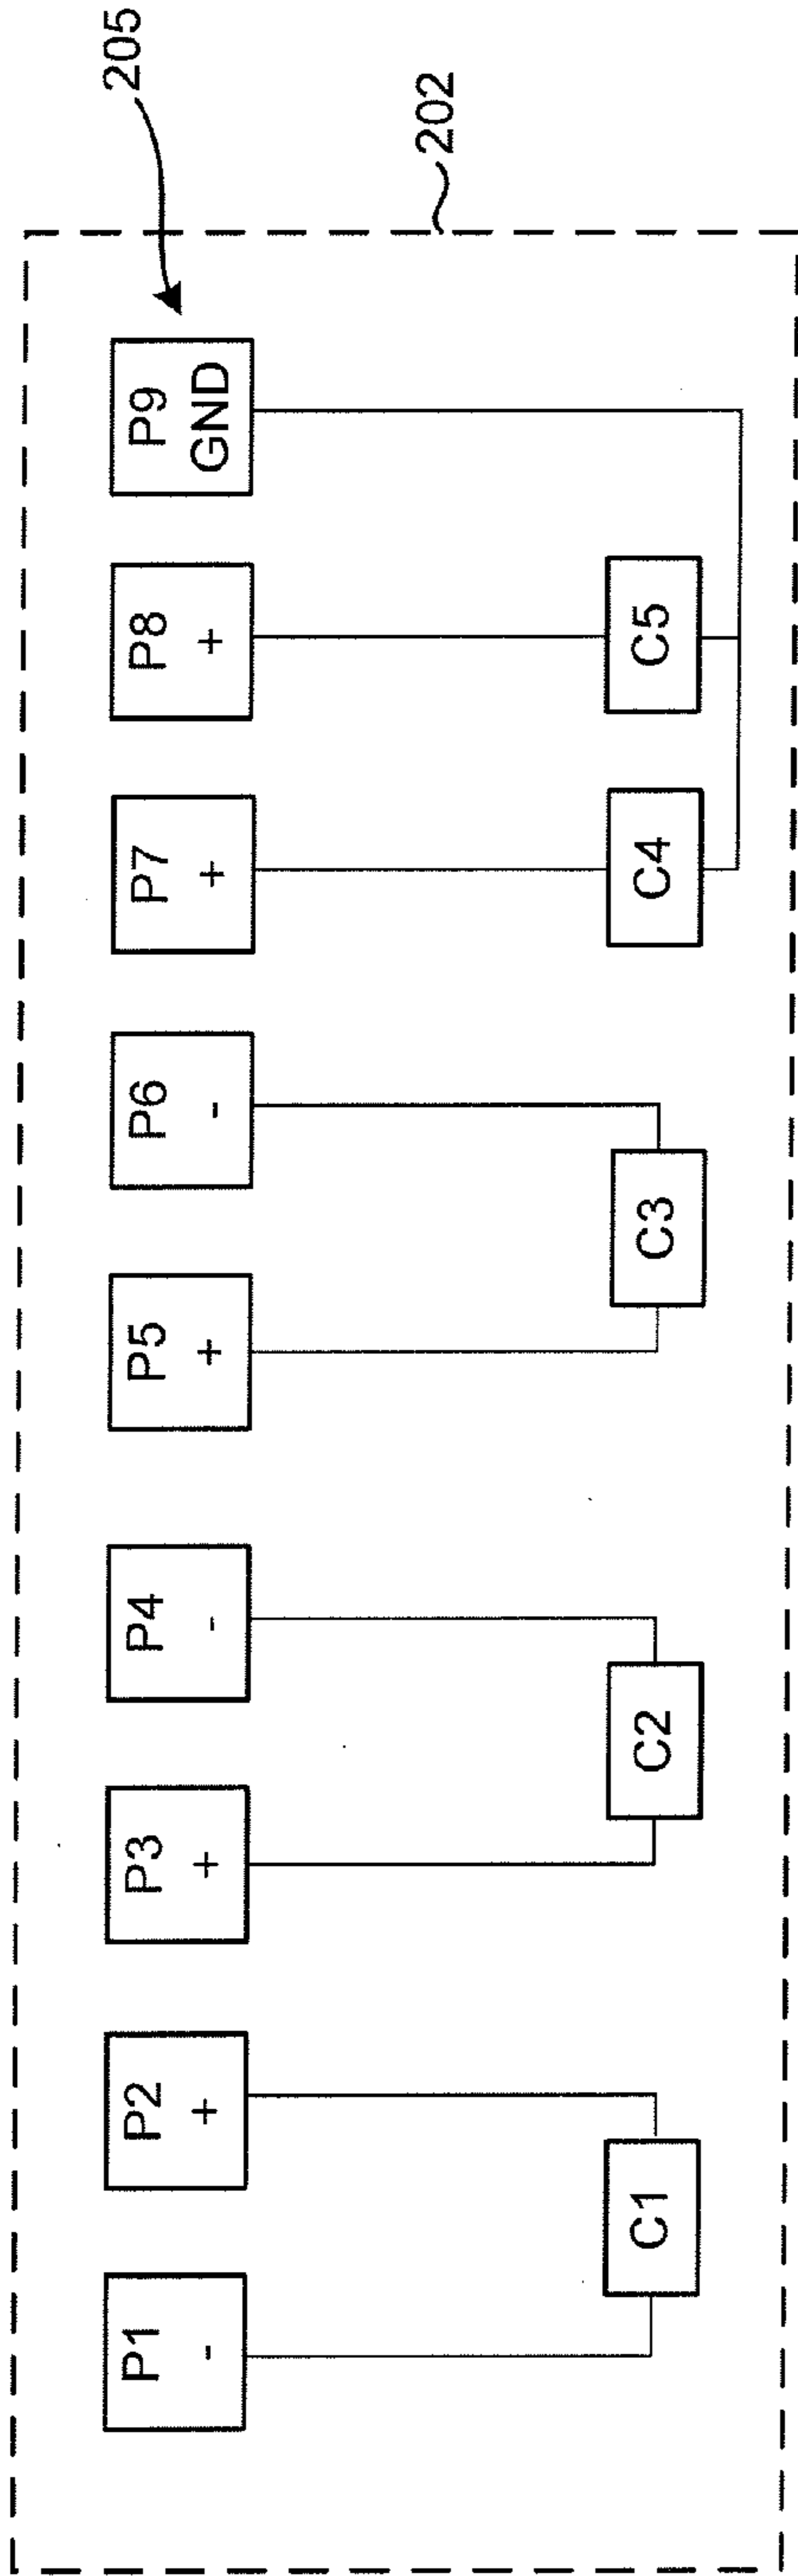 205
202
P1
-
P2
+
P3
+
P4
-
P5
+
P6
-
P7
+
P8
+
P9
GND
C1
C2
C3
C4
C5